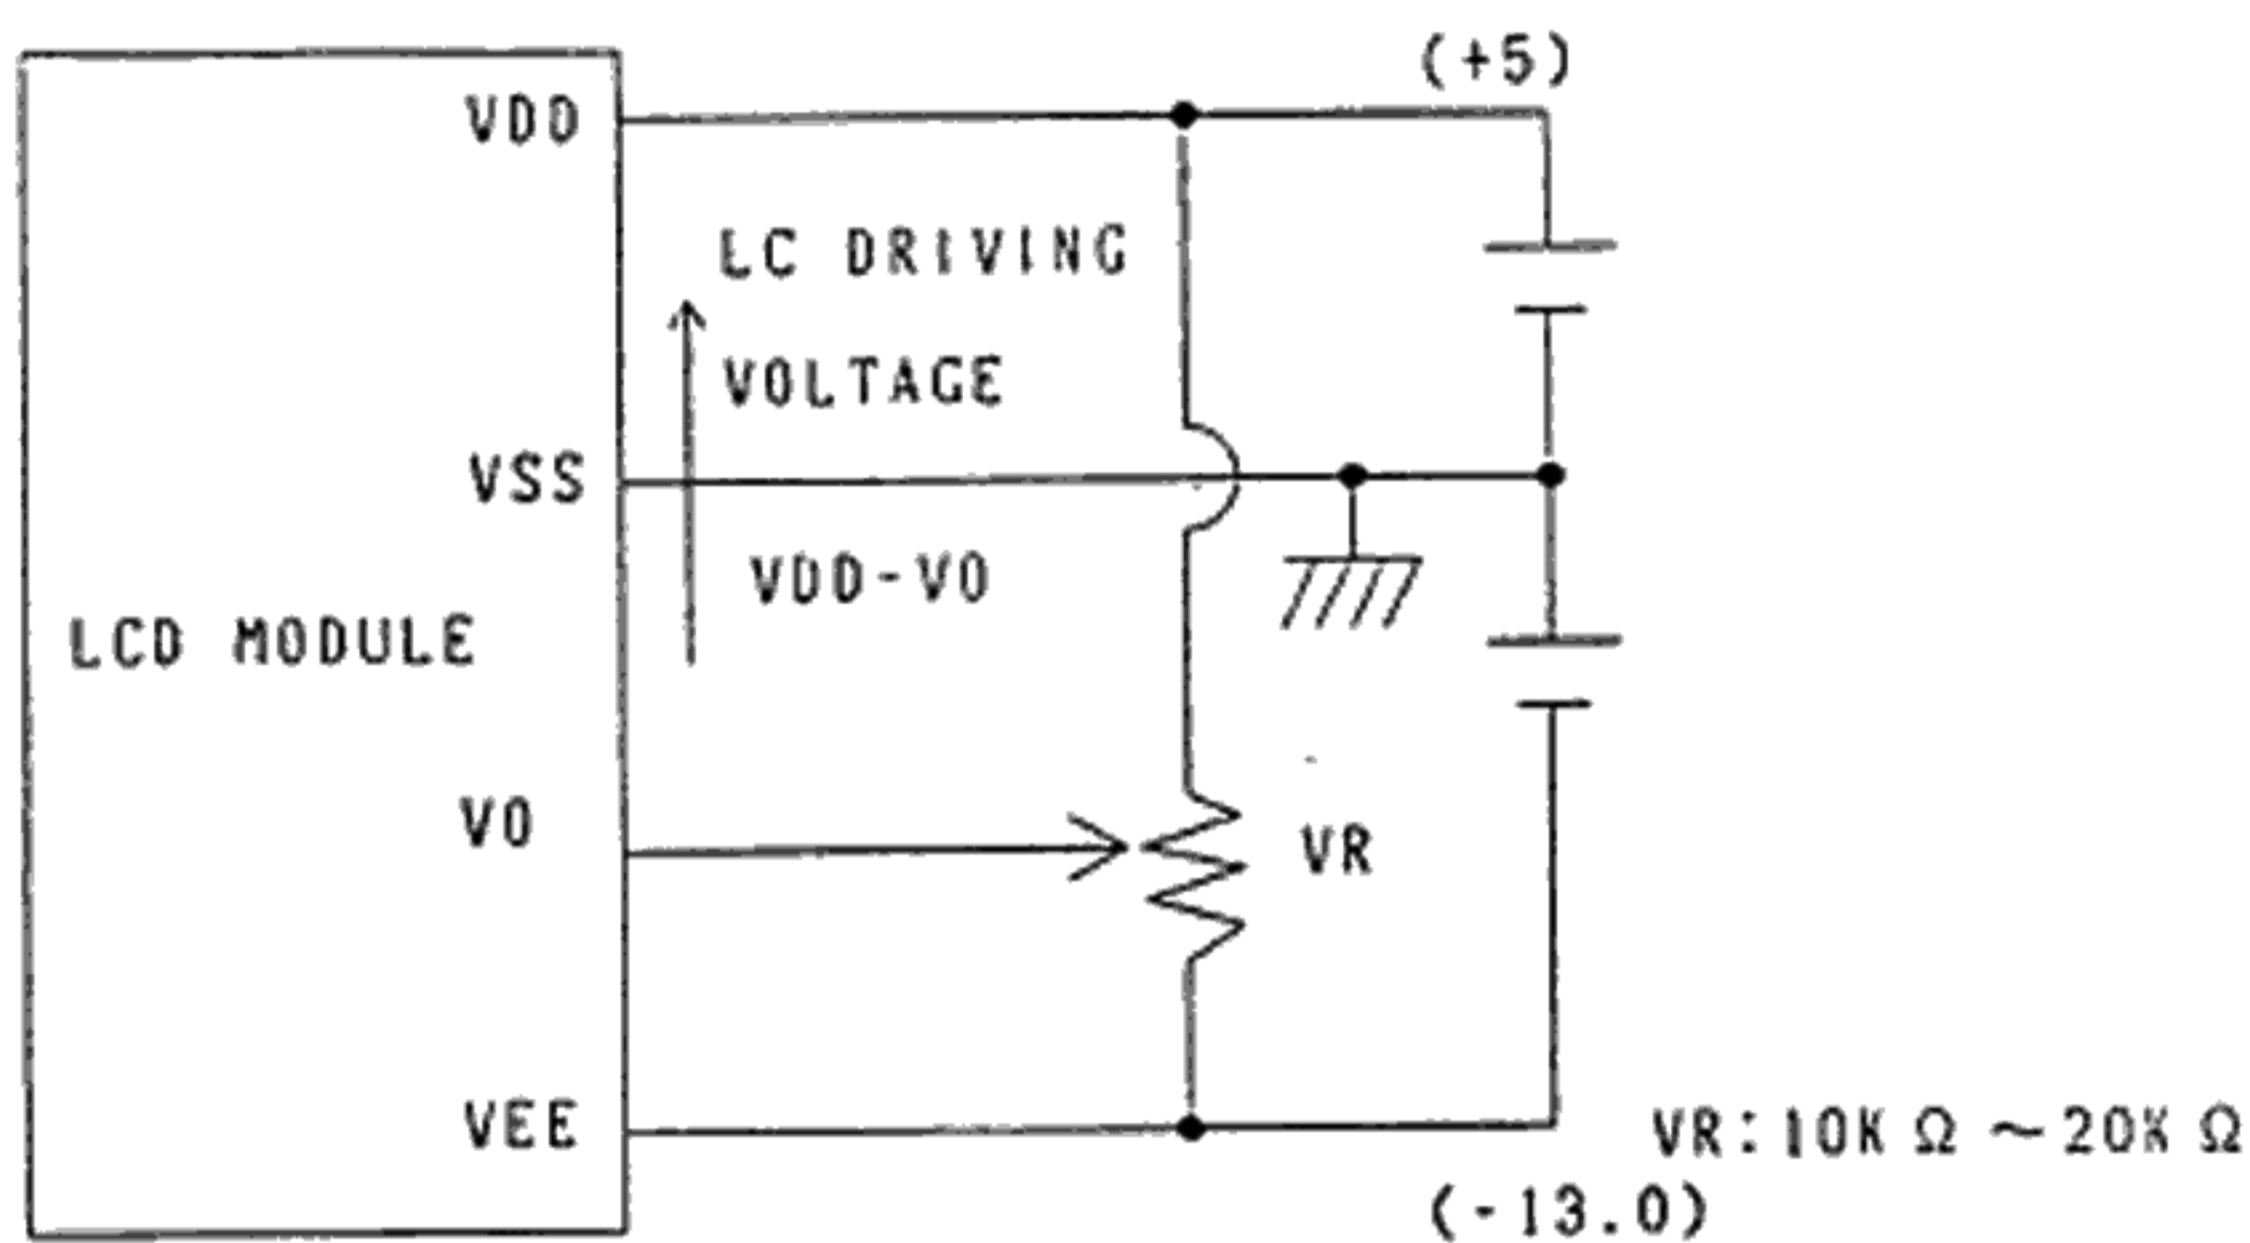 (+5)
VDD
LC DRIVING
VOLTAGE
VSS
VDD-V0
LCD MODULE
V0
VR
VEE
VR:10KΩ ~20KΩ
(-13.0)